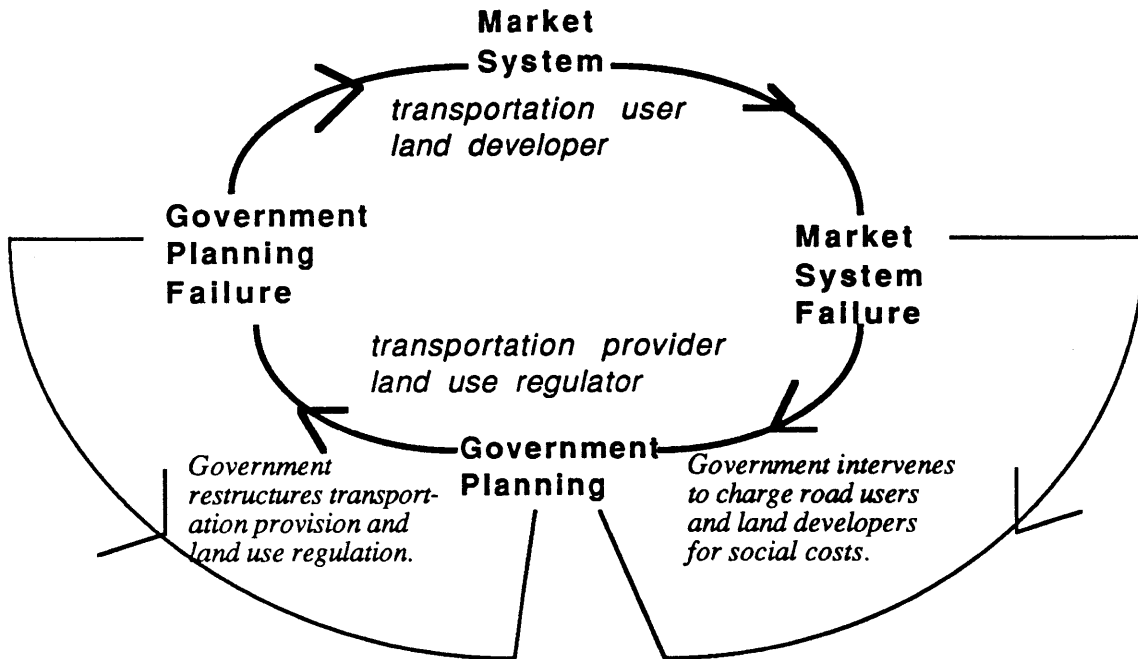 Market
System
transportation user
land developer
Government
Planning
Failure
Market
System
Failure
transportation provider
land use regulator
Government
Planning
Government
restructures transport-
ation provision and
land use regulation.
Government intervenes
to charge road users
and land developers
for social costs.